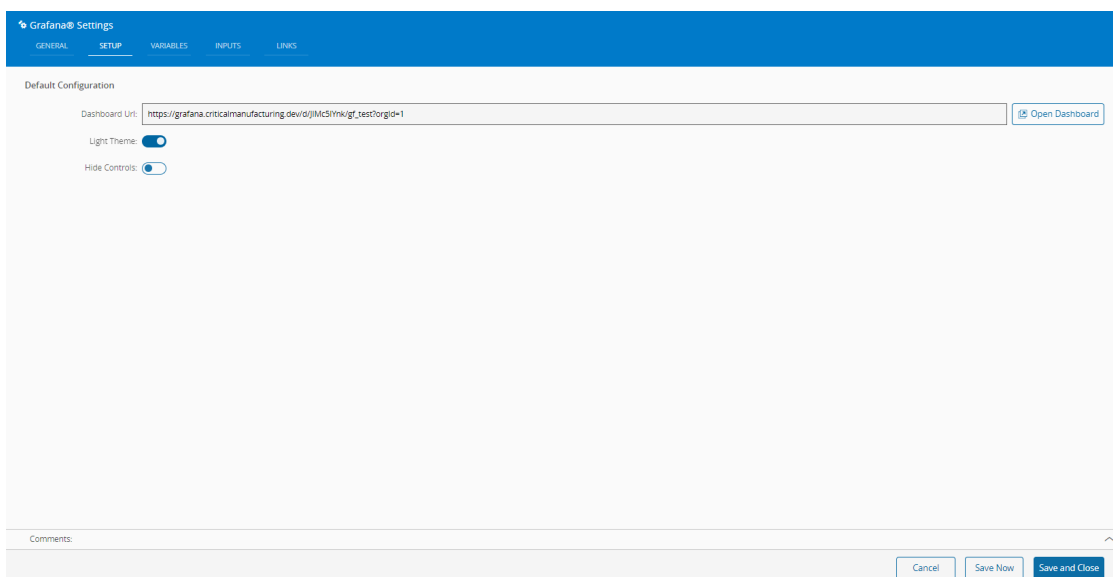 Grafana® Settings
GENERAL SETUP VARIABLES INPUTS LINKS
Default Configuration
Dashboard Url: https://grafana.criticalmanufacturing.dev/d/JIMc5IYnk/gf_test?orgId=1 Open Dashboard
Light Theme:
Hide Controls:
Comments:
Cancel Save Now Save and Close